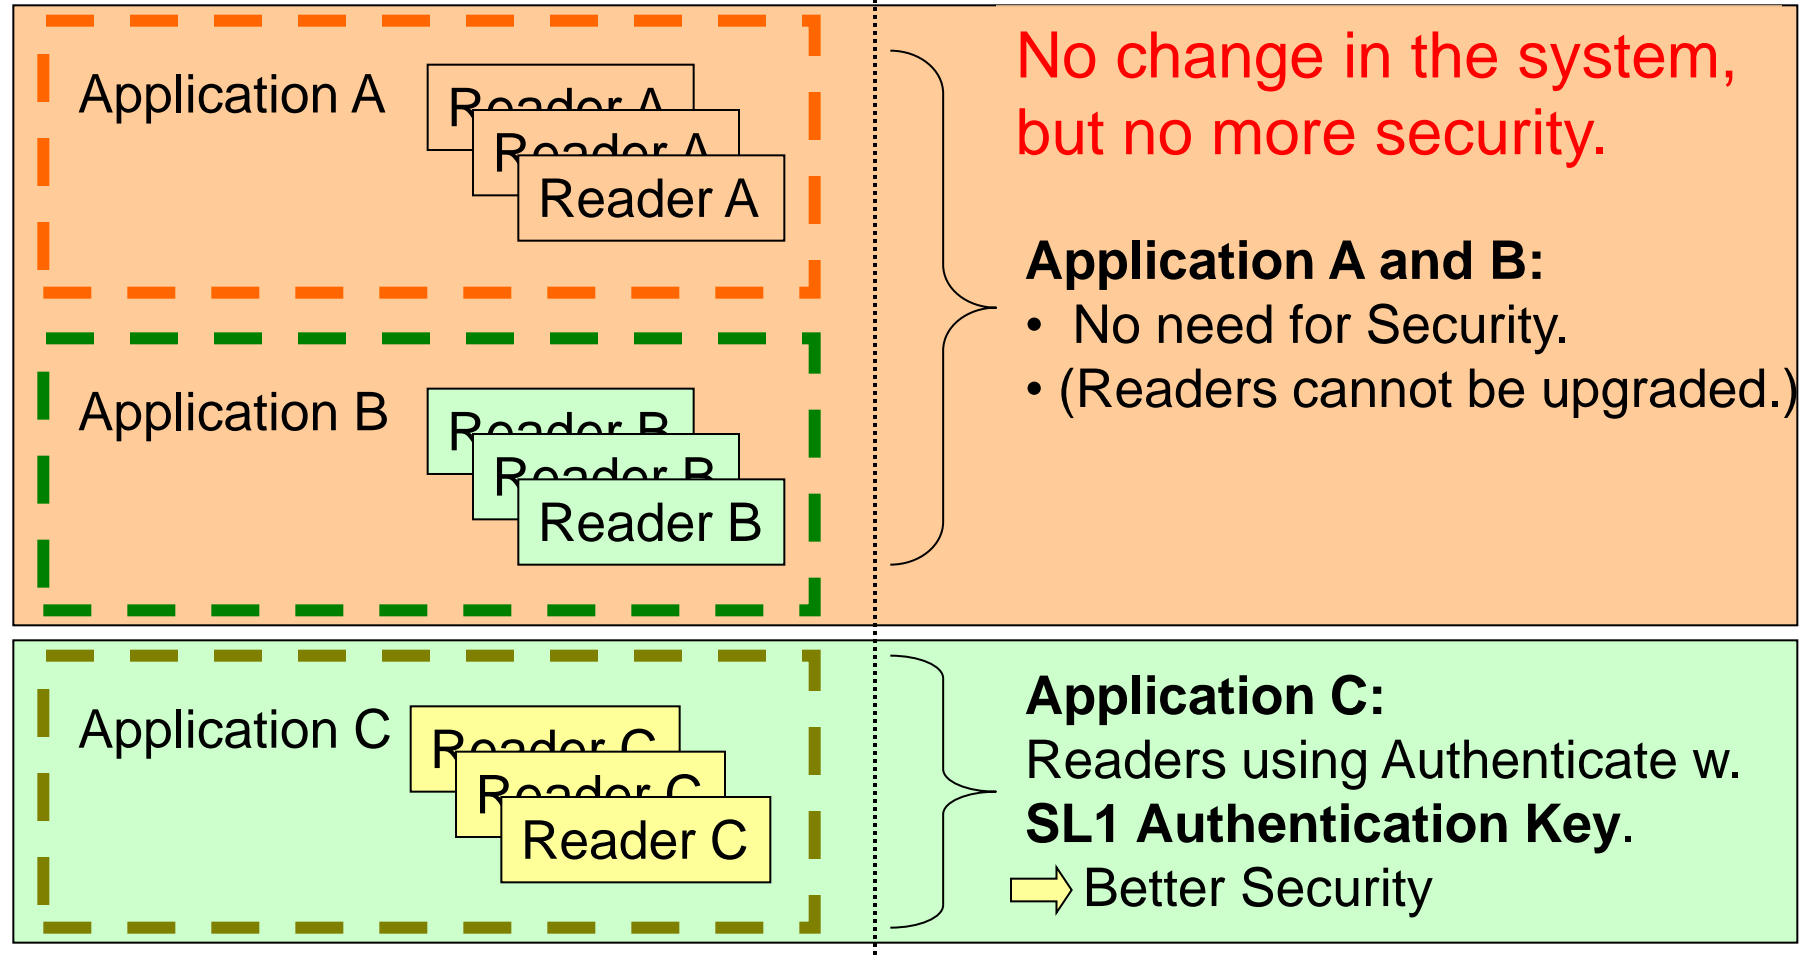 Application A
Reader A
Reader A
Reader A
No change in the system,
but no more security.
Application A and B:
• No need for Security.
• (Readers cannot be upgraded.)
Application B
Reader B
Reader B
Reader B
Application C
Reader C
Reader C
Reader C
Application C:
Readers using Authenticate w.
SL1 Authentication Key.
Better Security